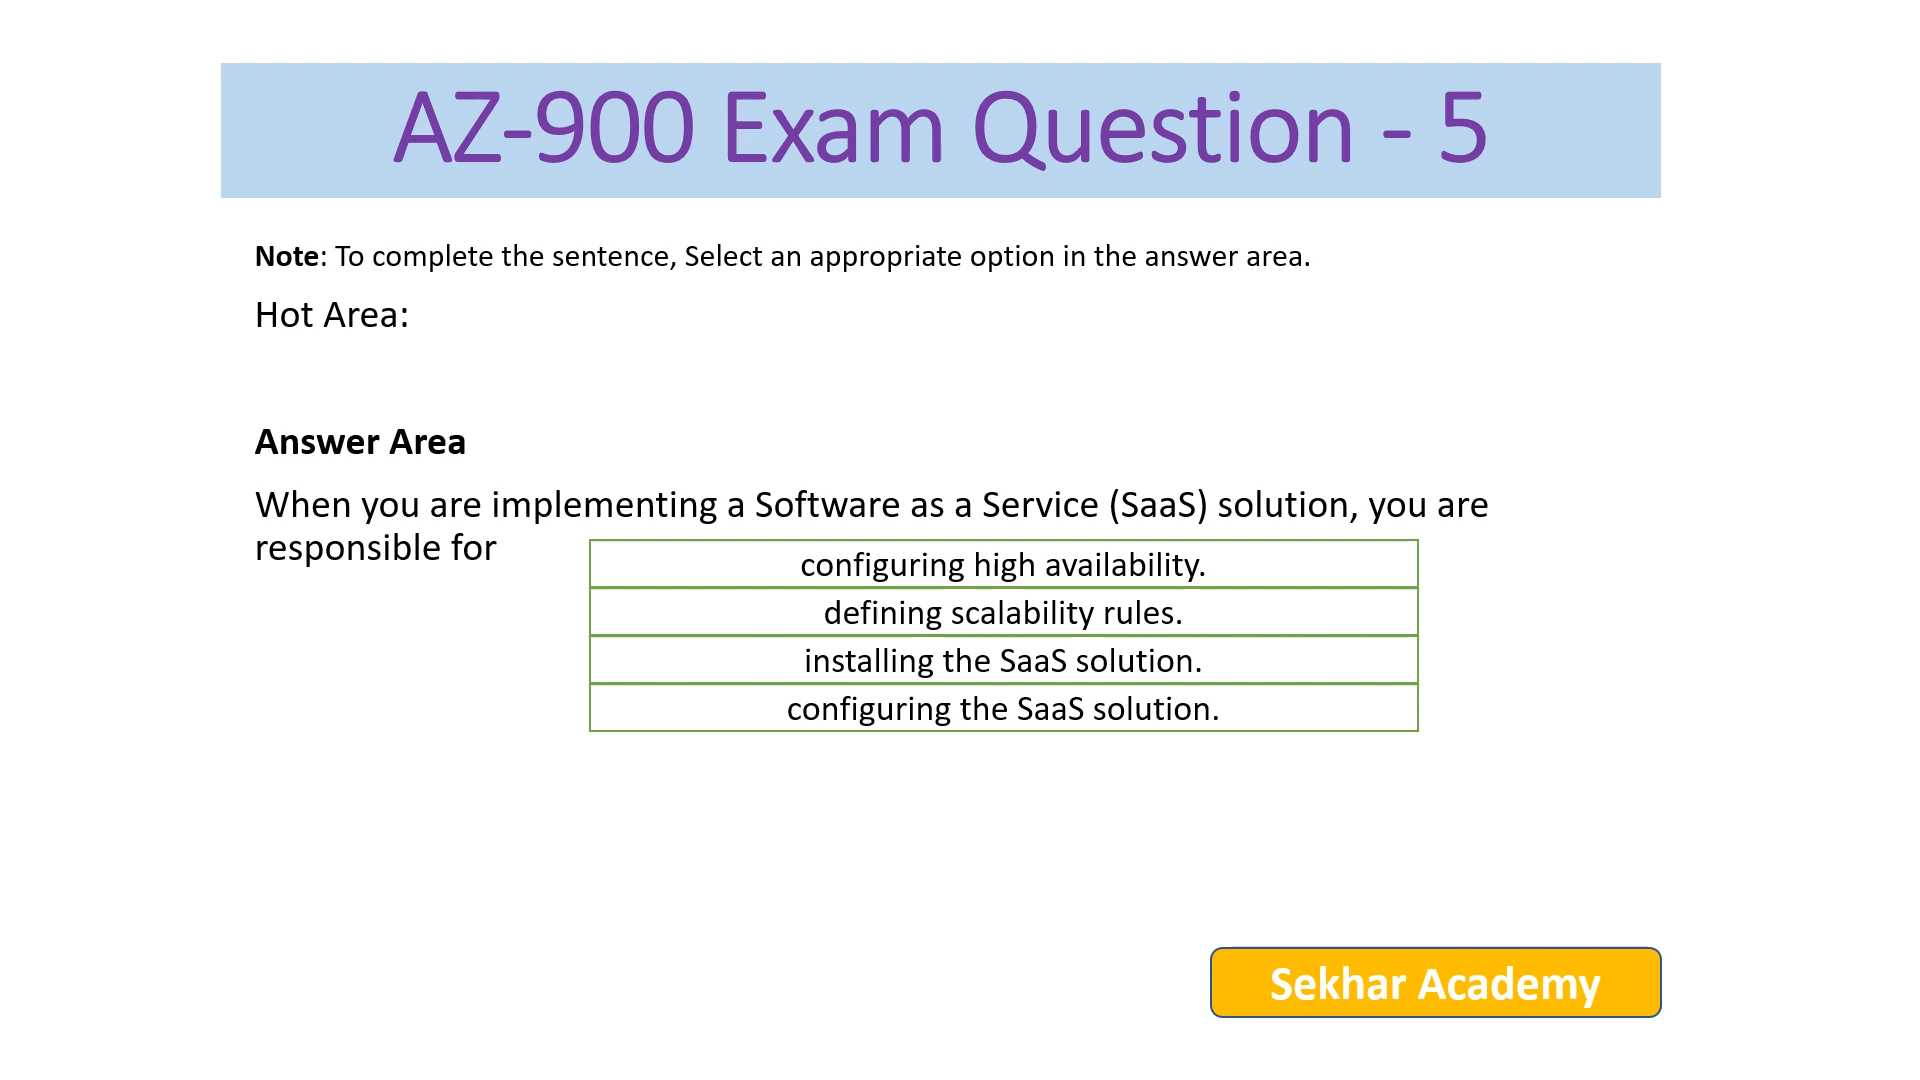 AZ-900 Exam Question - 5
Note: To complete the sentence, Select an appropriate option in the answer area.
Hot Area:
Answer Area
When you are implementing a Software as a Service (SaaS) solution, you are
responsible for
configuring high availability.
defining scalability rules.
installing the SaaS solution.
configuring the SaaS solution.
Sekhar Academy